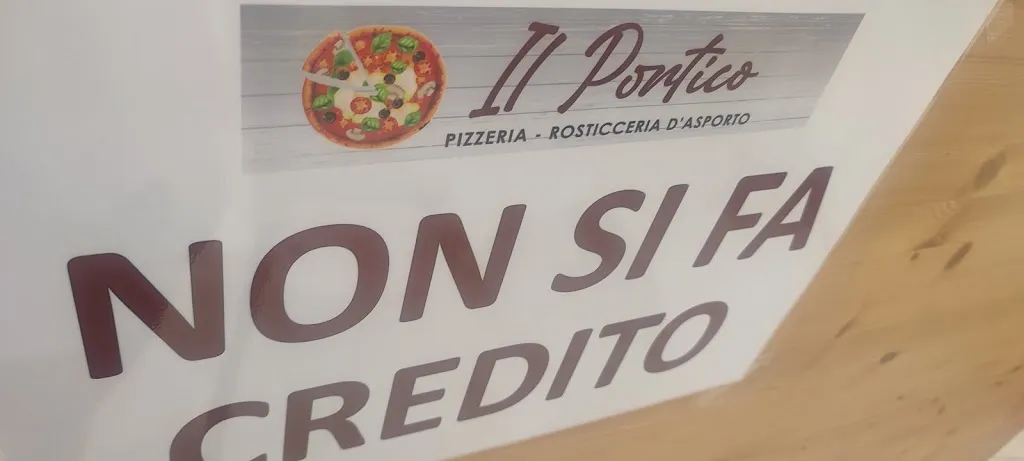 Il Portico
PIZZERIA - ROSTICCERIA D'ASPORTO
NON SI FA
CREDITO